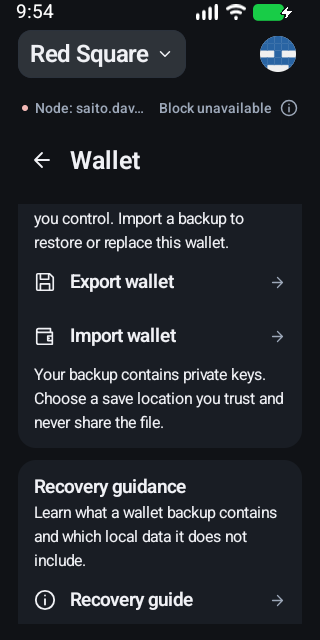 9:54
Red Square
Node: saito.dav...
Block unavailable
Wallet
you control. Import a backup to
restore or replace this wallet.
Export wallet
Import wallet
Your backup contains private keys.
Choose a save location you trust and
never share the file.
Recovery guidance
Learn what a wallet backup contains
and which local data it does not
include.
Recovery guide